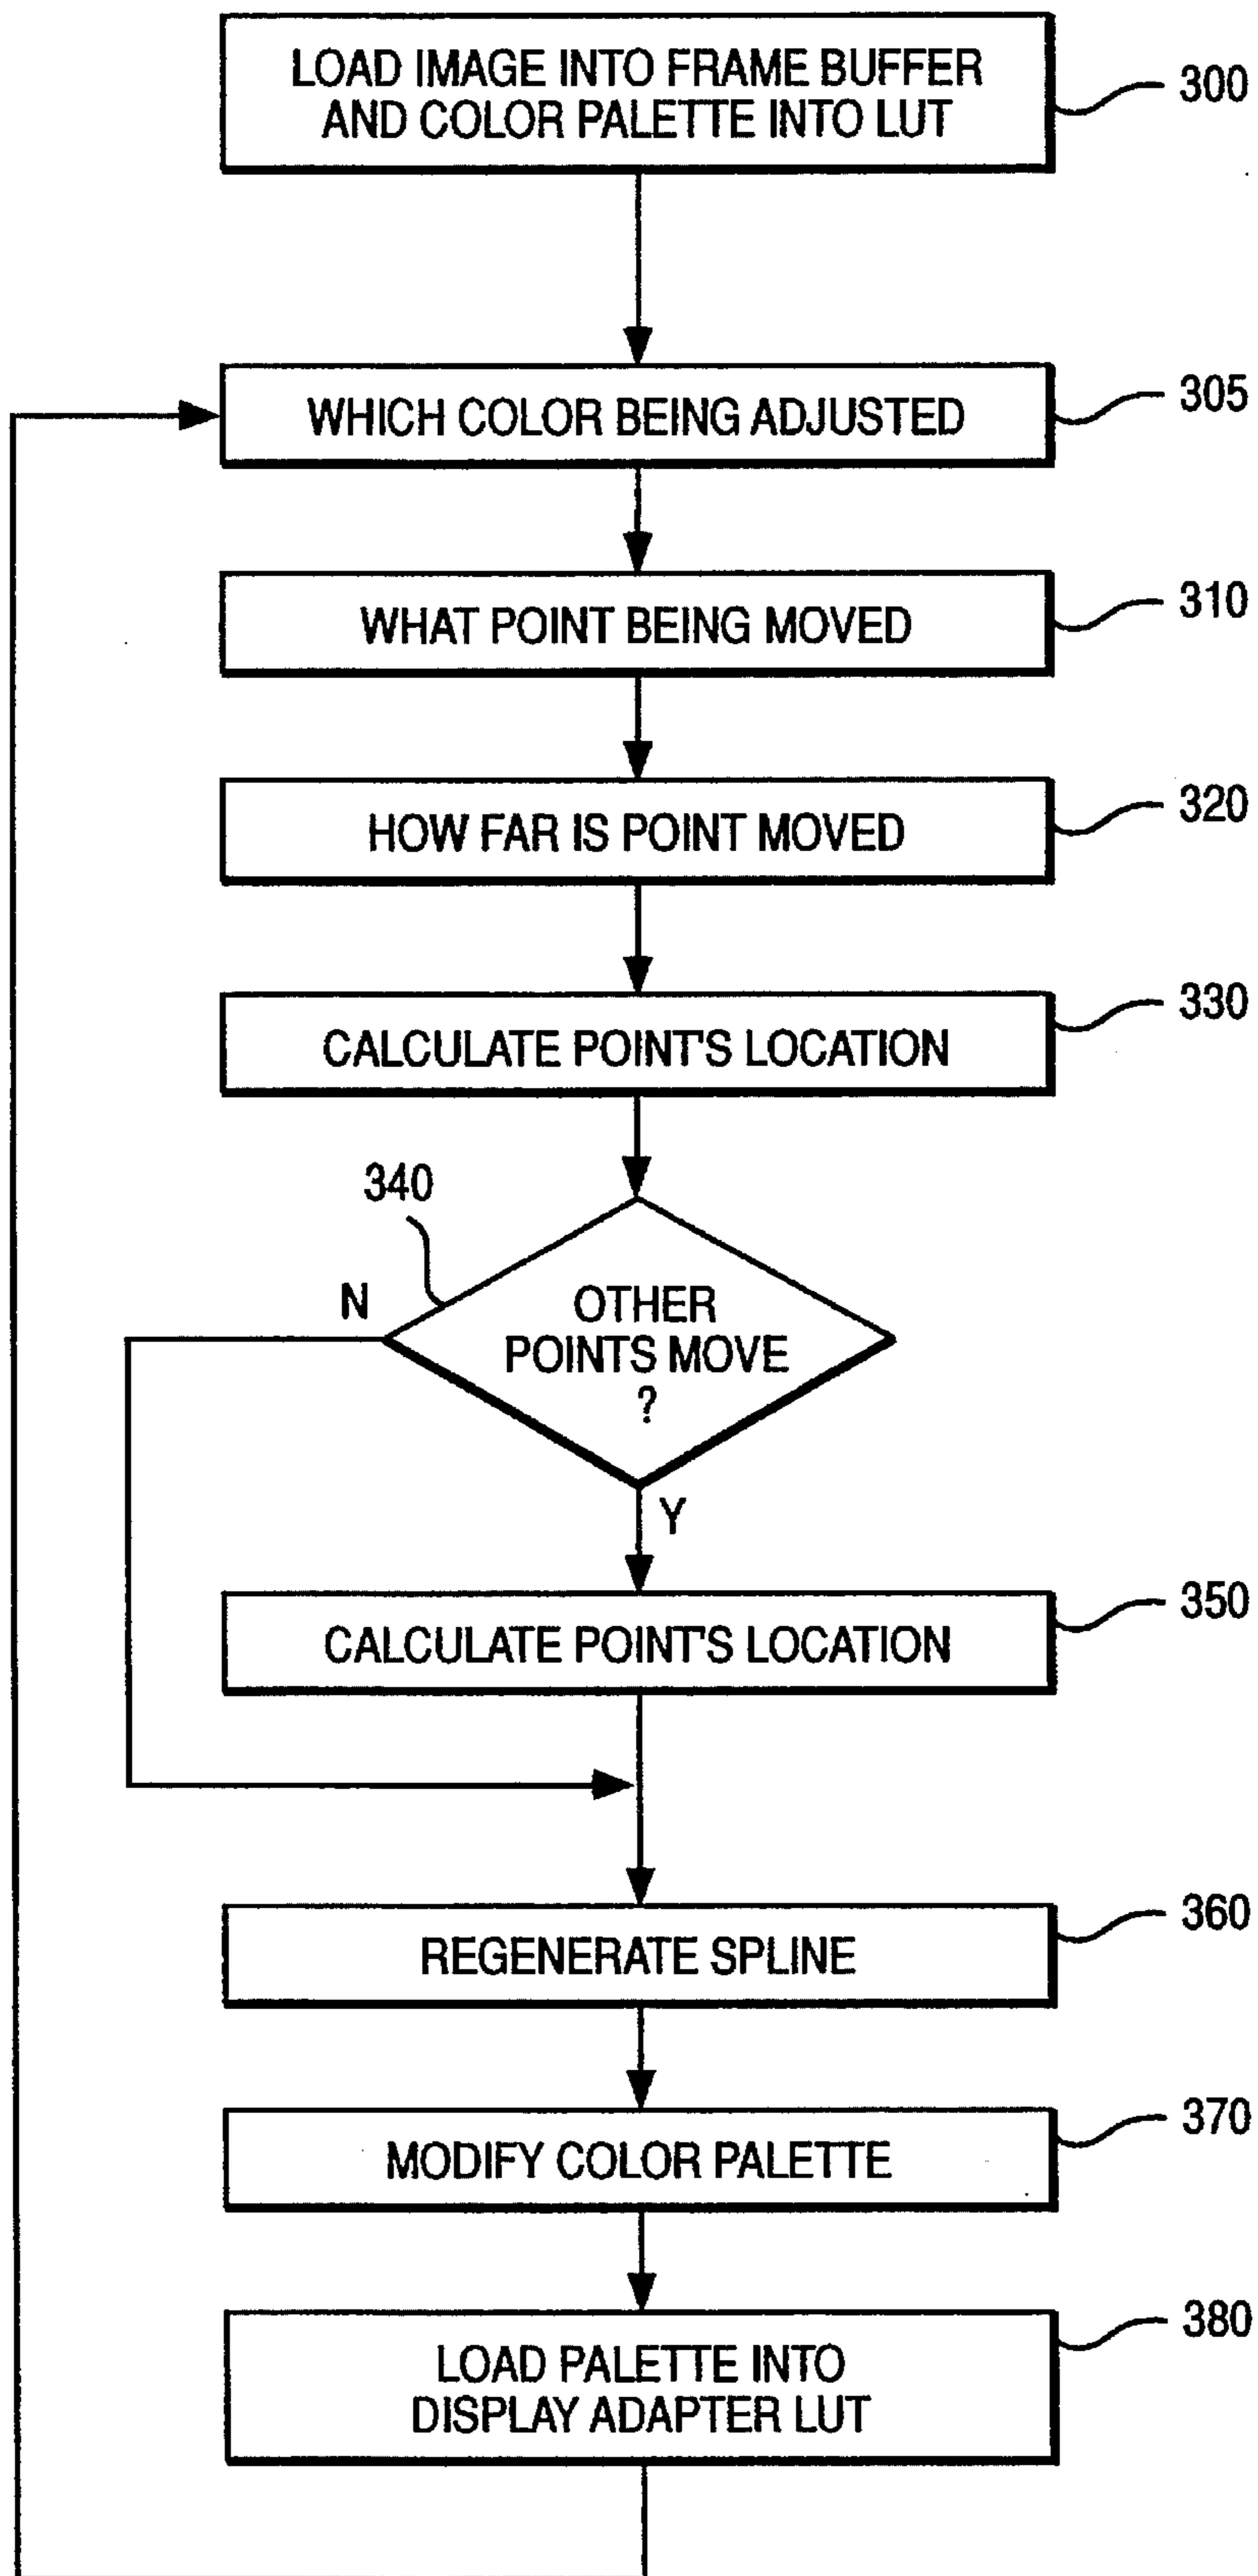 LOAD IMAGE INTO FRAME BUFFER
AND COLOR PALETTE INTO LUT
300
WHICH COLOR BEING ADJUSTED
305
WHAT POINT BEING MOVED
310
HOW FAR IS POINT MOVED
320
CALCULATE POINT'S LOCATION
330
340
N
OTHER
POINTS MOVE
?
Y
CALCULATE POINT'S LOCATION
350
REGENERATE SPLINE
360
MODIFY COLOR PALETTE
370
LOAD PALETTE INTO
DISPLAY ADAPTER LUT
380